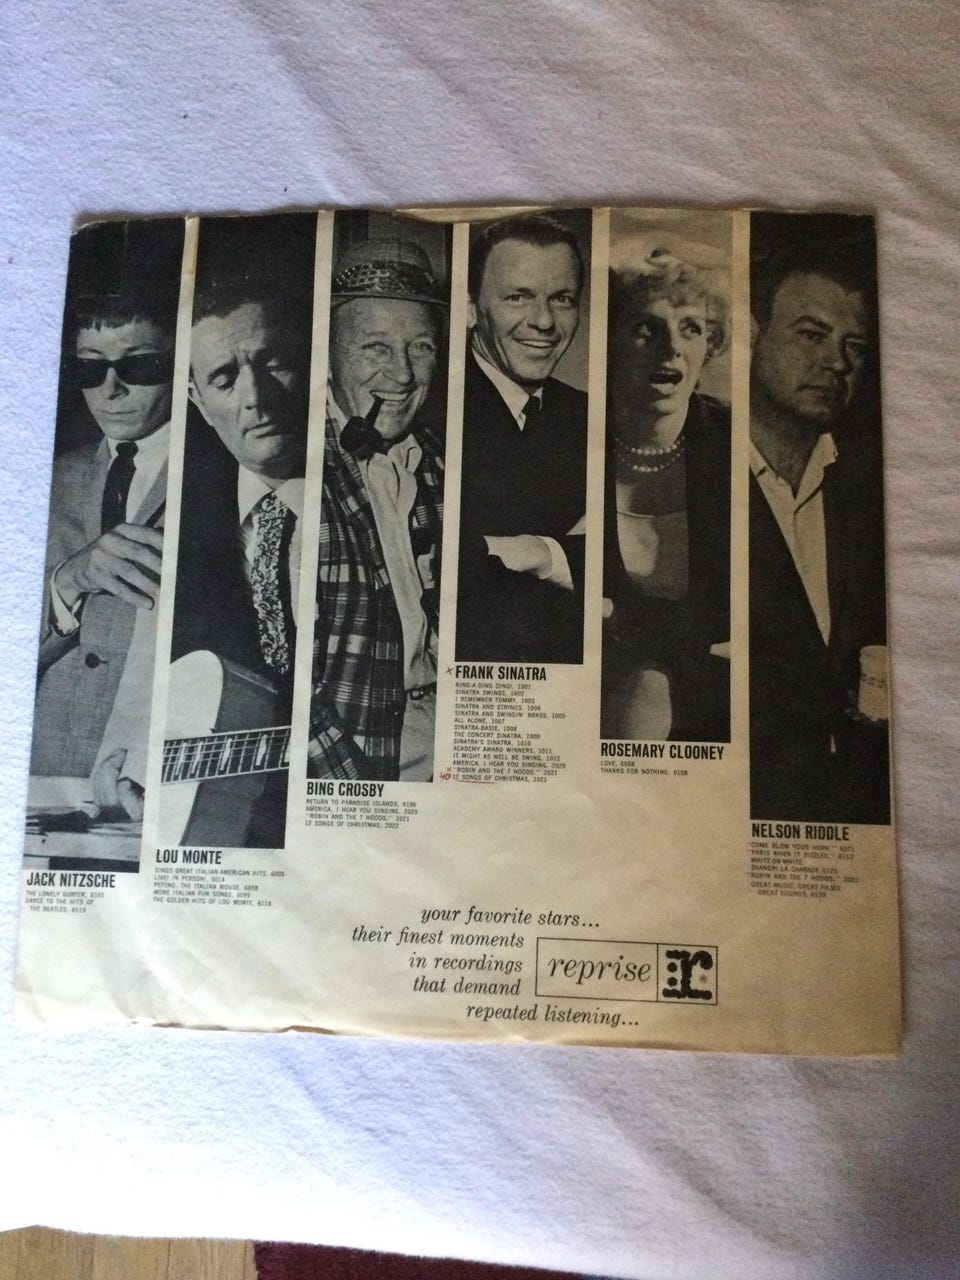 JACK NITZSCHE
THE LONELY SURFER, 6101
DANCE TO THE HITS OF
THE BEATLES, 6115
LOU MONTE
SINGS GREAT ITALIAN-AMERICAN HITS, 6005
LIVE! IN PERSON!, 6014
PEPINO, THE ITALIAN MOUSE, 6058
MORE ITALIAN FUN SONGS, 6099
THE GOLDEN HITS OF LOU MONTE, 6118
BING CROSBY
RETURN TO PARADISE ISLANDS, 6106
AMERICA, I HEAR YOU SINGING, 2020
"ROBIN AND THE 7 HOODS," 2021
12 SONGS OF CHRISTMAS, 2022
x FRANK SINATRA
RING-A-DING DING!, 1001
SINATRA SWINGS, 1002
I REMEMBER TOMMY, 1003
SINATRA AND STRINGS, 1004
SINATRA AND SWINGIN' BRASS, 1005
ALL ALONE, 1007
SINATRA-BASIE, 1008
THE CONCERT SINATRA, 1009
SINATRA'S SINATRA, 1010
ACADEMY AWARD WINNERS, 1011
IT MIGHT AS WELL BE SWING, 1012
AMERICA, I HEAR YOU SINGING, 2020
"ROBIN AND THE 7 HOODS," 2021
40 12 SONGS OF CHRISTMAS, 2022
ROSEMARY CLOONEY
LOVE, 6088
THANKS FOR NOTHING, 6108
NELSON RIDDLE
"COME BLOW YOUR HORN," 6071
"PARIS WHEN IT SIZZLES," 6113
WHITE ON WHITE,
SHANGRI-LA, CHARADE, 6120
"ROBIN AND THE 7 HOODS,"
GREAT MUSIC, GREAT FILMS,
GREAT SOUNDS, 6138
your favorite stars...
their finest moments
in recordings
that demand
repeated listening...
reprise
r